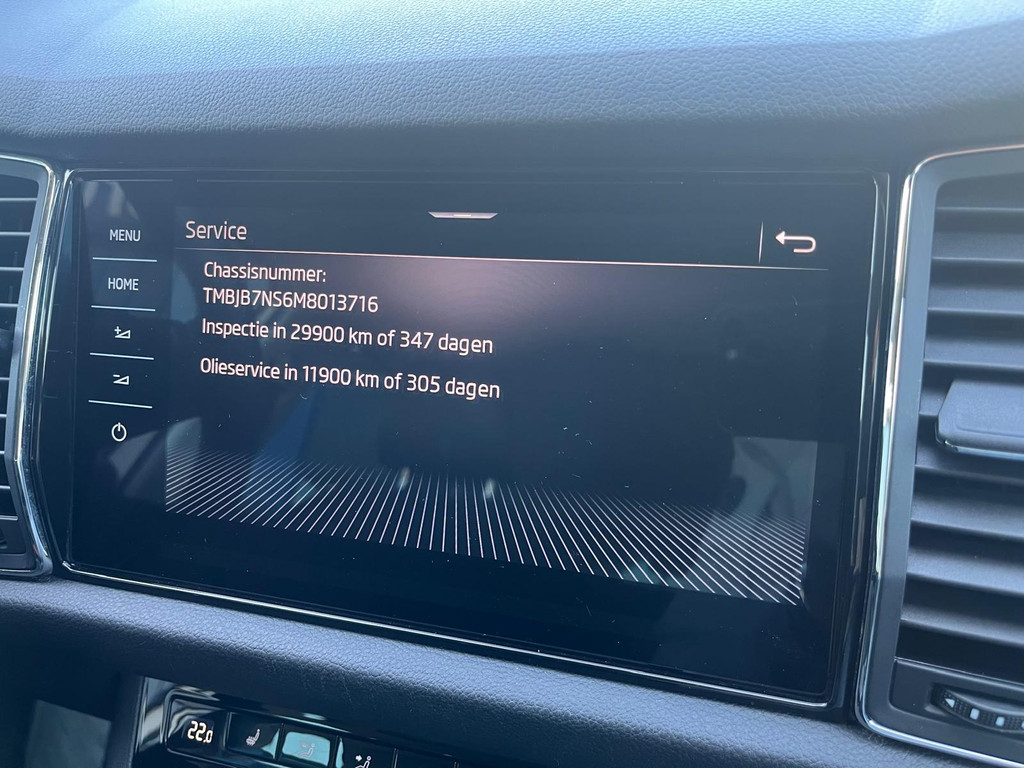 Service
MENU
HOME
Chassisnummer:
TMBJB7NS6M8013716
Inspectie in 29900 km of 347 dagen
Olieservice in 11900 km of 305 dagen
22.0